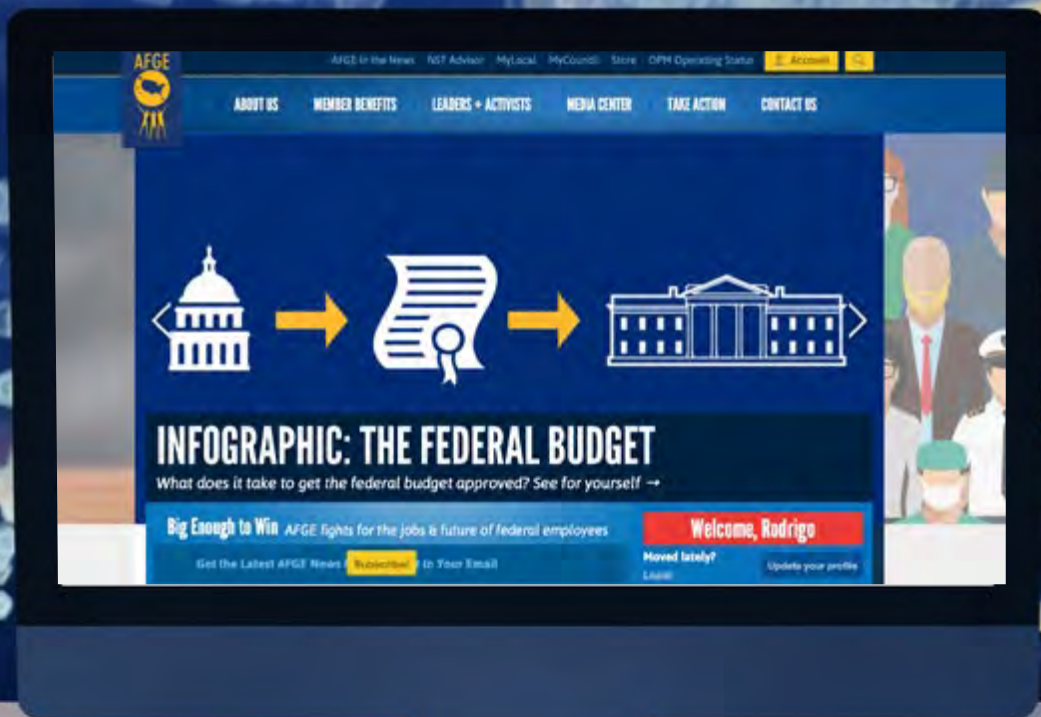 AFGE
AFGE in the News NST Advisor MyLocal MyCouncil Store OPM Operating Status Account
ABOUT US MEMBER BENEFITS LEADERS + ACTIVISTS MEDIA CENTER TAKE ACTION CONTACT US
INFOGRAPHIC: THE FEDERAL BUDGET
What does it take to get the federal budget approved? See for yourself →
Big Enough to Win AFGE fights for the jobs & future of federal employees
Welcome, Rodrigo
Get the Latest AFGE News Subscribe! in Your Email
Moved lately?
Update your profile